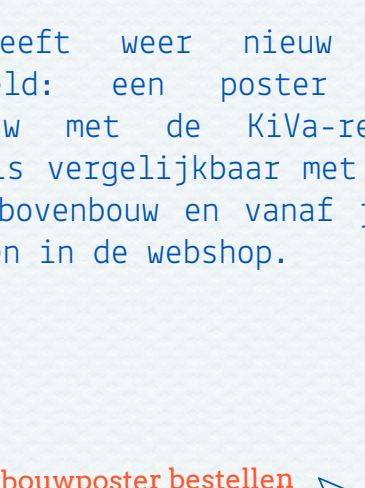 eeft weer nieuw
eld: een poster
w met de KiVa-re
is vergelijkbaar met
bovenbouw en vanaf j
en in de webshop.
bouwposter bestellen